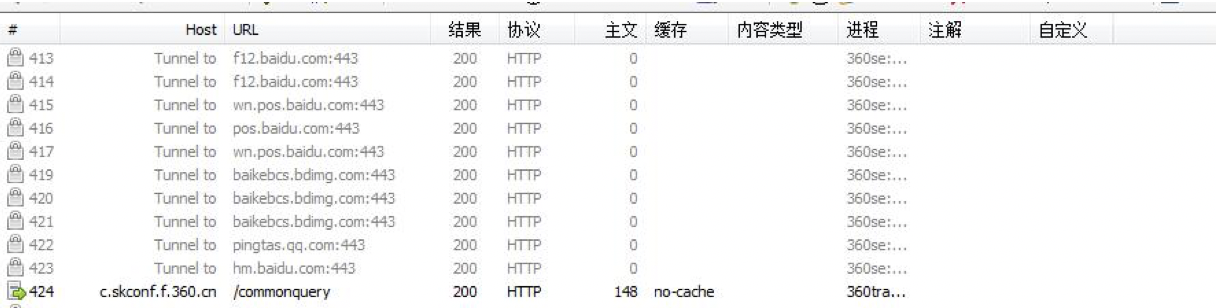 # Host URL 结果 协议 主文 缓存 内容类型 进程 注解 自定义
413 Tunnel to f12.baidu.com:443 200 HTTP 0 360se:...
414 Tunnel to f12.baidu.com:443 200 HTTP 0 360se:...
415 Tunnel to wn.pos.baidu.com:443 200 HTTP 0 360se:...
416 Tunnel to pos.baidu.com:443 200 HTTP 0 360se:...
417 Tunnel to wn.pos.baidu.com:443 200 HTTP 0 360se:...
419 Tunnel to baikebcs.bdimg.com:443 200 HTTP 0 360se:...
420 Tunnel to baikebcs.bdimg.com:443 200 HTTP 0 360se:...
421 Tunnel to baikebcs.bdimg.com:443 200 HTTP 0 360se:...
422 Tunnel to pingtas.qq.com:443 200 HTTP 0 360se:...
423 Tunnel to hm.baidu.com:443 200 HTTP 0 360se:...
424 c.skconf.f.360.cn /commonquery 200 HTTP 148 no-cache 360tra...